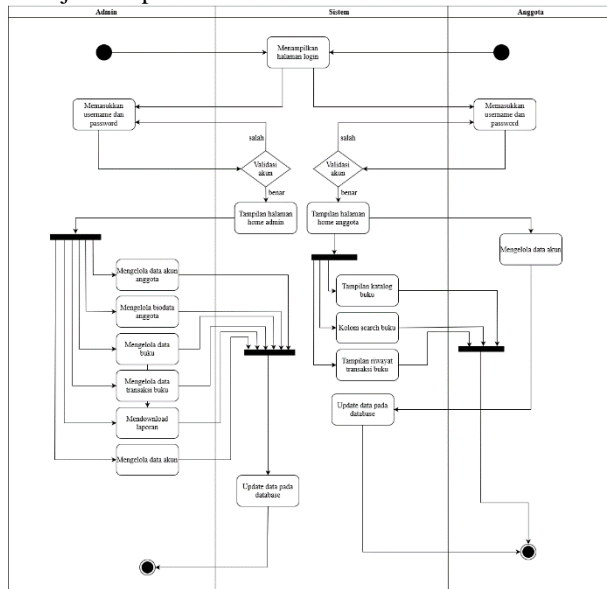 Admin
Sistem
Anggota
Menampilkan
halaman login
Memasukkan
username dan
password
Memasukkan
username dan
password
salah
salah
Validasi
akun
Validasi
akun
benar
benar
Tampilan halaman
home admin
Tampilan halaman
home anggota
Mengelola data akun
Mengelola data akun
anggota
Tampilan katalog
buku
Mengelola biodata
anggota
Kolom search buku
Mengelola data
buku
Tampilan riwayat
transaksi buku
Mengelola data
transaksi buku
Mendownload
laporan
Update data pada
database
Mengelola data akun
Update data pada
database